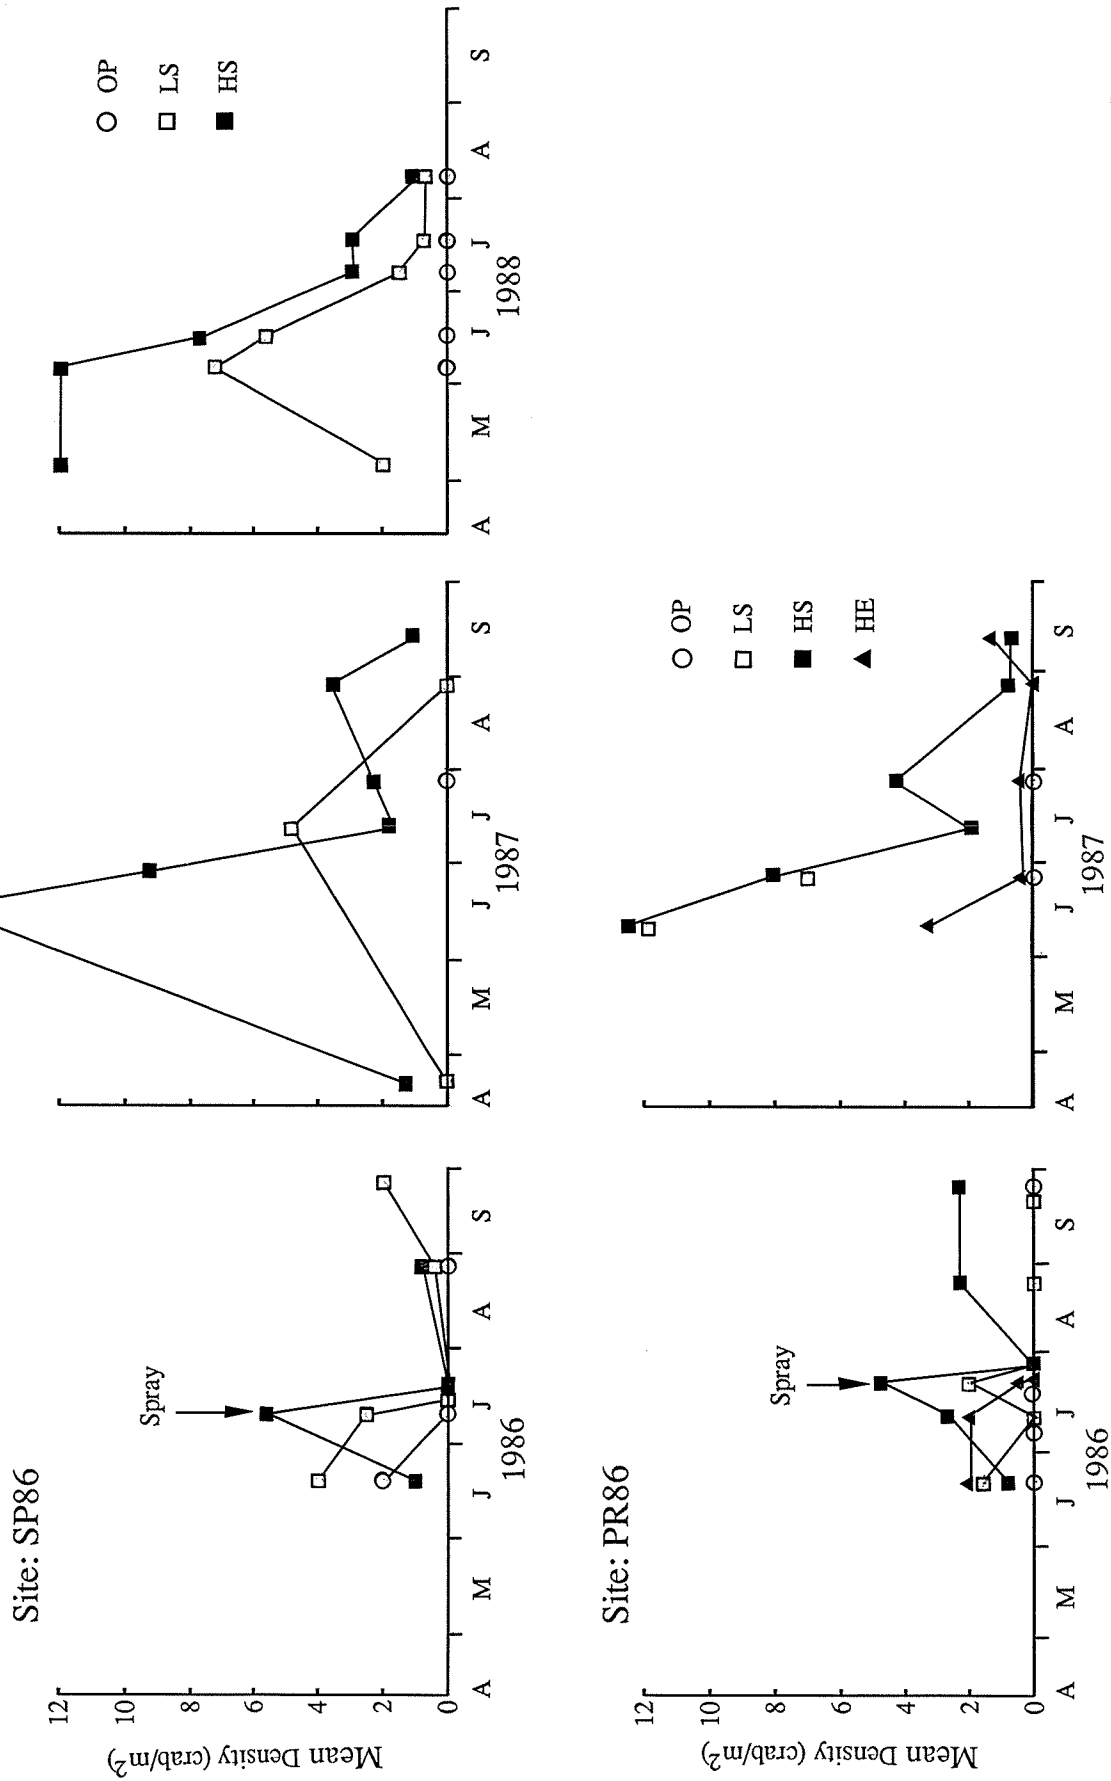 Site: SP86
Mean Density (crab/m²)
12
10
8
6
4
2
0
Spray
A M J J A S
1986
A M J J A S
1987
A M J J A S
1988
OP
LS
HS
Site: PR86
Mean Density (crab/m²)
12
10
8
6
4
2
0
Spray
A M J J A S
1986
A M J J A S
1987
OP
LS
HS
HE